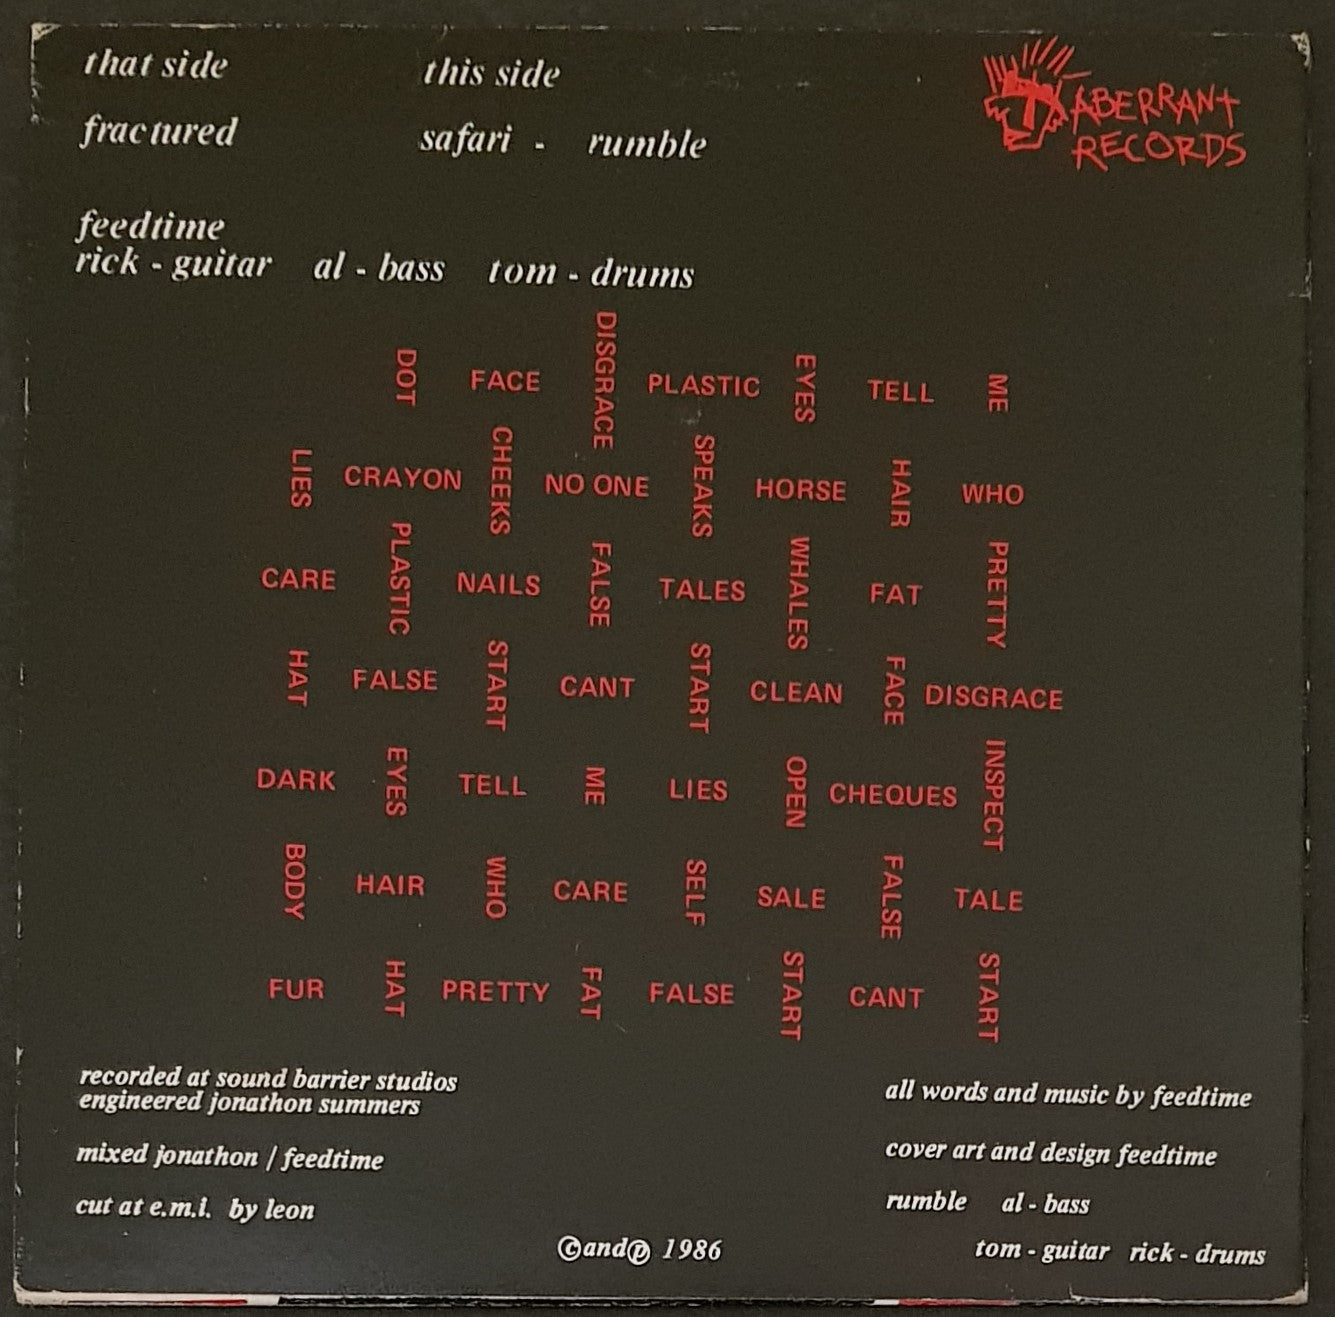 that side this side
fractured safari - rumble
ABERRANT
RECORDS
feedtime
rick - guitar al - bass tom - drums
DOT FACE DISGRACE PLASTIC EYES TELL ME
LIES CRAYON CHEEKS NO ONE SPEAKS HORSE HAIR WHO
CARE PLASTIC NAILS FALSE TALES WHALES FAT PRETTY
HAT FALSE START CANT START CLEAN FACE DISGRACE
DARK EYES TELL ME LIES OPEN CHEQUES INSPECT
BODY HAIR WHO CARE SELF SALE FALSE TALE
FUR HAT PRETTY FAT FALSE START CANT START
recorded at sound barrier studios
engineered jonathon summers
mixed jonathon / feedtime
cut at e.m.i. by leon
all words and music by feedtime
cover art and design feedtime
rumble al - bass
tom - guitar rick - drums
©and℗ 1986